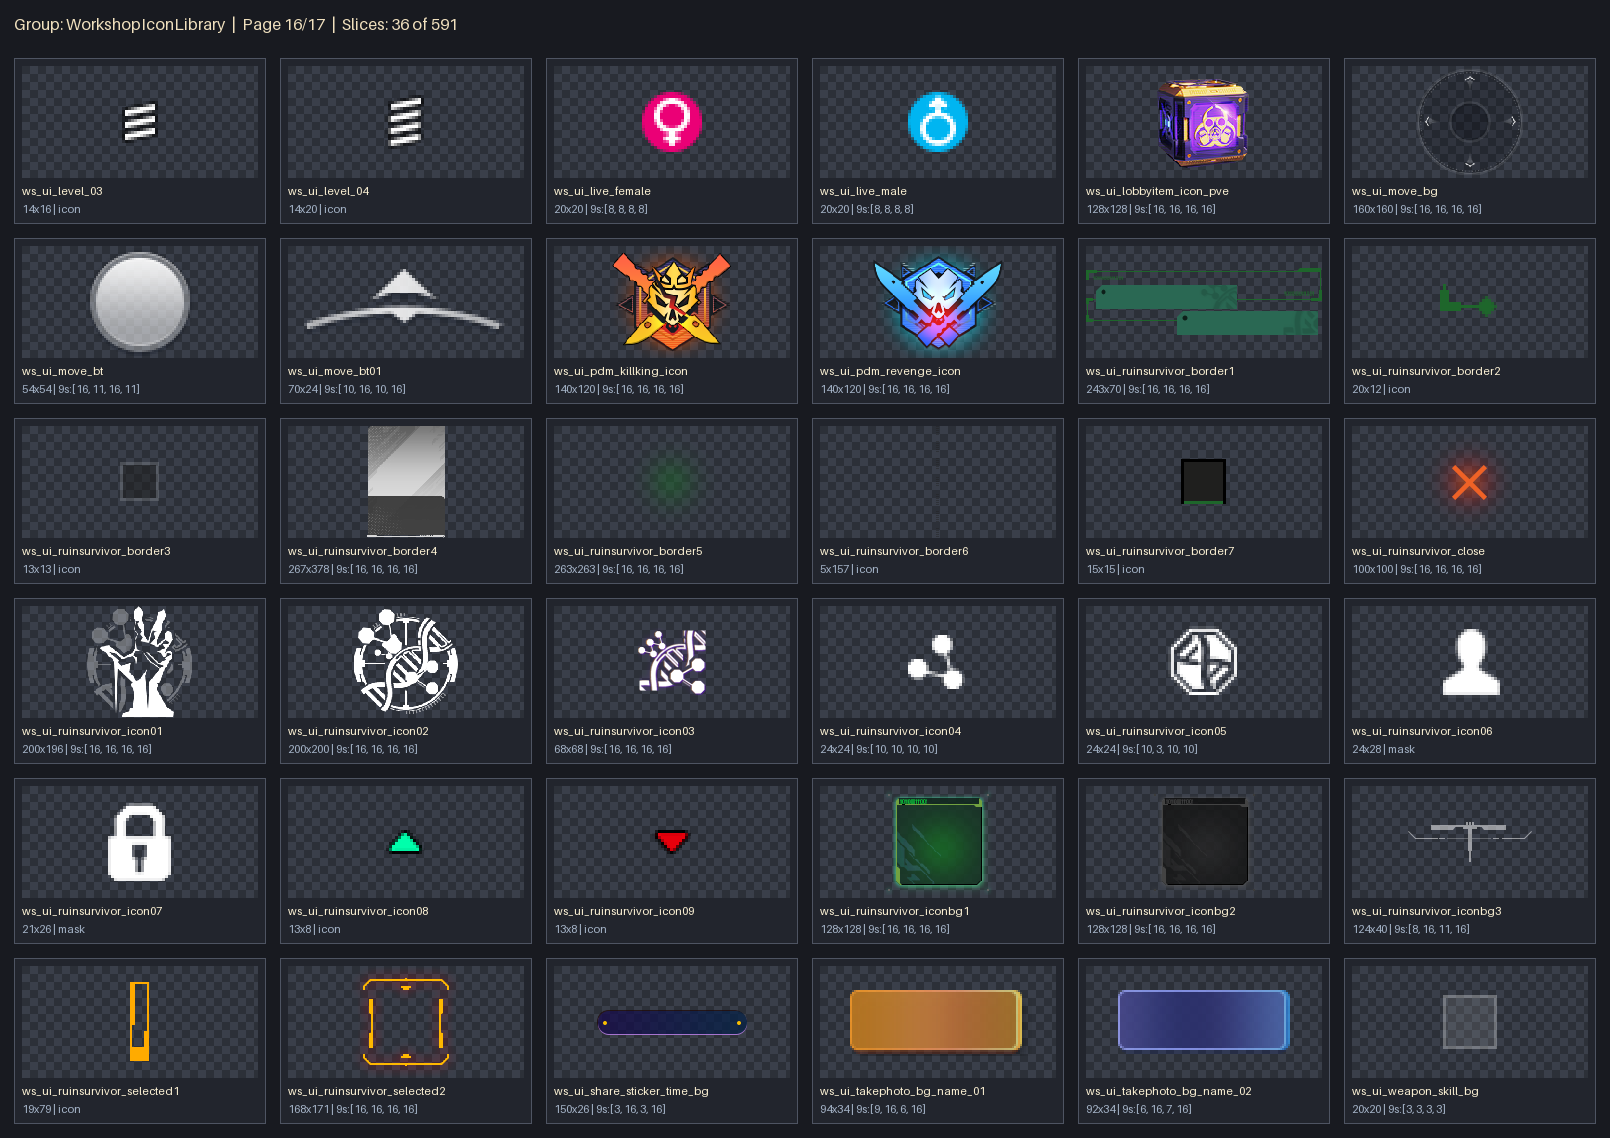 Group: WorkshopIconLibrary | Page 16/17 | Slices: 36 of 591
ws_ui_level_03
14x16 | icon
ws_ui_level_04
14x20 | icon
ws_ui_live_female
20x20 | 9s:[8, 8, 8, 8]
ws_ui_live_male
20x20 | 9s:[8, 8, 8, 8]
ws_ui_lobbyitem_icon_pve
128x128 | 9s:[16, 16, 16, 16]
ws_ui_move_bg
160x160 | 9s:[16, 16, 16, 16]
ws_ui_move_bt
54x54 | 9s:[16, 11, 16, 11]
ws_ui_move_bt01
70x24 | 9s:[10, 16, 10, 16]
ws_ui_pdm_killking_icon
140x120 | 9s:[16, 16, 16, 16]
ws_ui_pdm_revenge_icon
140x120 | 9s:[16, 16, 16, 16]
ws_ui_ruinsurvivor_border1
243x70 | 9s:[16, 16, 16, 16]
ws_ui_ruinsurvivor_border2
20x12 | icon
ws_ui_ruinsurvivor_border3
13x13 | icon
ws_ui_ruinsurvivor_border4
267x378 | 9s:[16, 16, 16, 16]
ws_ui_ruinsurvivor_border5
263x263 | 9s:[16, 16, 16, 16]
ws_ui_ruinsurvivor_border6
5x157 | icon
ws_ui_ruinsurvivor_border7
15x15 | icon
ws_ui_ruinsurvivor_close
100x100 | 9s:[16, 16, 16, 16]
ws_ui_ruinsurvivor_icon01
200x196 | 9s:[16, 16, 16, 16]
ws_ui_ruinsurvivor_icon02
200x200 | 9s:[16, 16, 16, 16]
ws_ui_ruinsurvivor_icon03
68x68 | 9s:[16, 16, 16, 16]
ws_ui_ruinsurvivor_icon04
24x24 | 9s:[10, 10, 10, 10]
ws_ui_ruinsurvivor_icon05
24x24 | 9s:[10, 3, 10, 10]
ws_ui_ruinsurvivor_icon06
24x28 | mask
ws_ui_ruinsurvivor_icon07
21x26 | mask
ws_ui_ruinsurvivor_icon08
13x8 | icon
ws_ui_ruinsurvivor_icon09
13x8 | icon
ws_ui_ruinsurvivor_iconbg1
128x128 | 9s:[16, 16, 16, 16]
ws_ui_ruinsurvivor_iconbg2
128x128 | 9s:[16, 16, 16, 16]
ws_ui_ruinsurvivor_iconbg3
124x40 | 9s:[8, 16, 11, 16]
ws_ui_ruinsurvivor_selected1
19x79 | icon
ws_ui_ruinsurvivor_selected2
168x171 | 9s:[16, 16, 16, 16]
ws_ui_share_sticker_time_bg
150x26 | 9s:[3, 16, 3, 16]
ws_ui_takephoto_bg_name_01
94x34 | 9s:[9, 16, 6, 16]
ws_ui_takephoto_bg_name_02
92x34 | 9s:[6, 16, 7, 16]
ws_ui_weapon_skill_bg
20x20 | 9s:[3, 3, 3, 3]